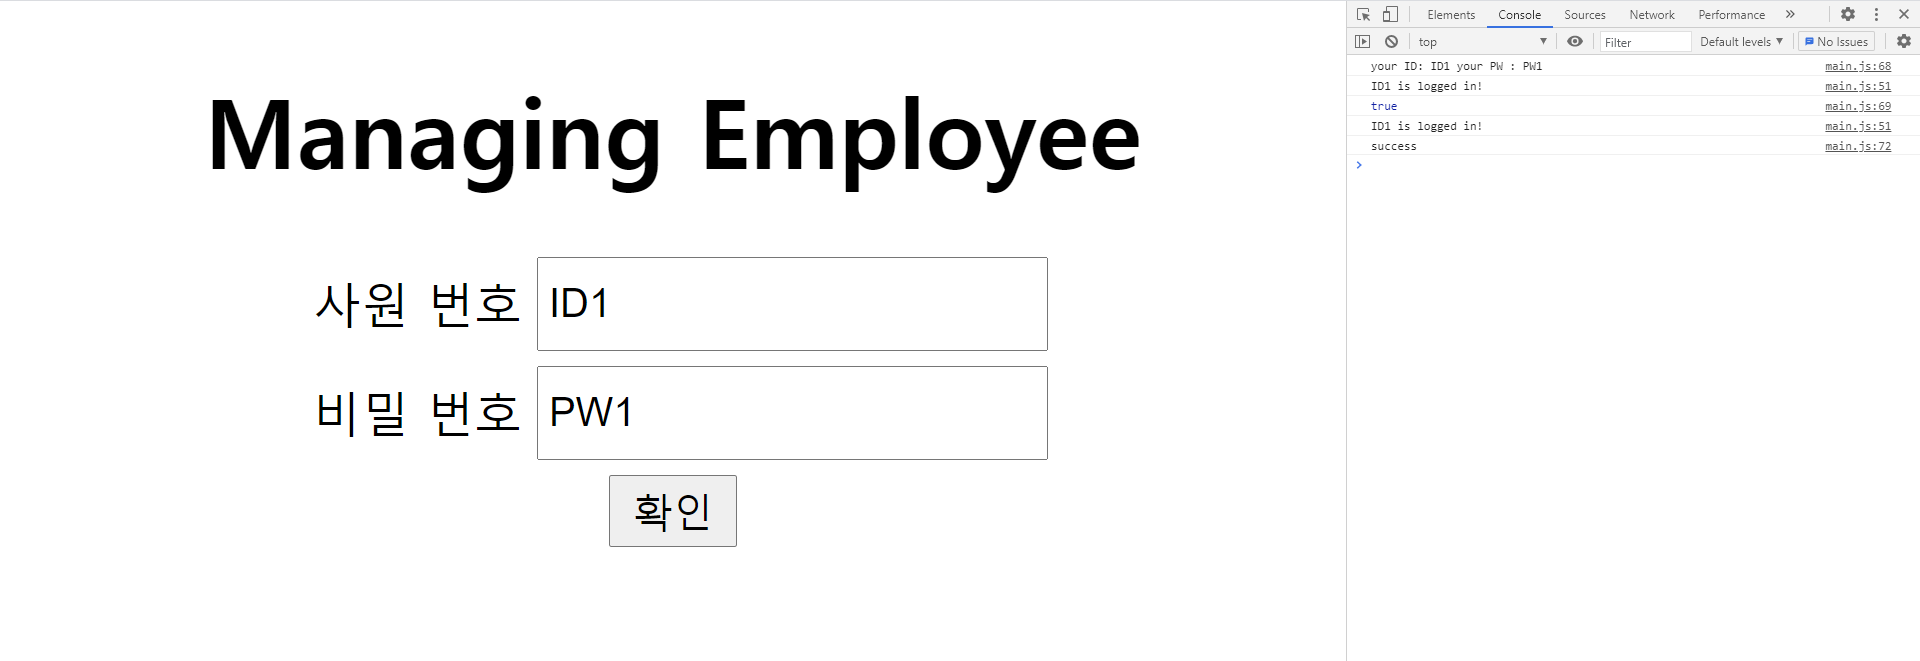 Managing Employee
사원 번호 ID1
비밀 번호 PW1
확인
Elements Console Sources Network Performance »
top ▼ Filter Default levels ▼ No Issues
your ID: ID1 your PW : PW1 main.js:68
ID1 is logged in! main.js:51
true main.js:69
ID1 is logged in! main.js:51
success main.js:72
>